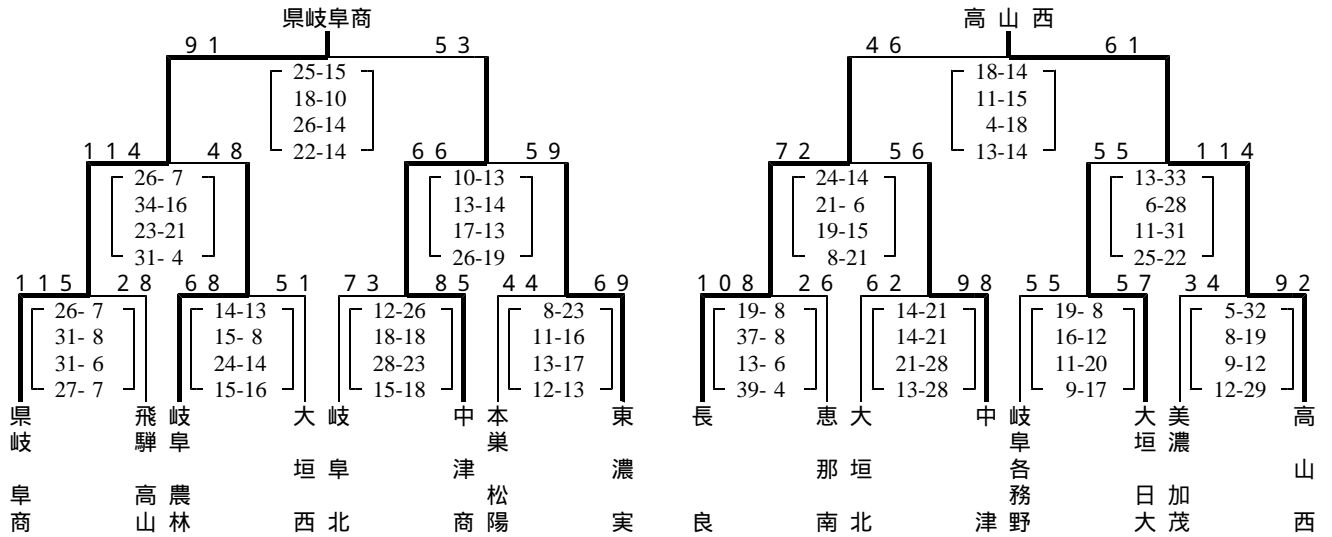 県岐阜商 高山西
91 53 46 61
25-15 18-14
18-10 11-15
26-14 4-18
22-14 13-14
114 48 66 59 72 56 55 114
26- 7 10-13 24-14 13-33
34-16 13-14 21- 6 6-28
23-21 17-13 19-15 11-31
31- 4 26-19 8-21 25-22
115 28 68 51 73 85 44 69 108 26 62 98 55 57 34 92
26- 7 14-13 12-26 8-23 19- 8 14-21 19- 8 5-32
31- 8 15- 8 18-18 11-16 37- 8 14-21 16-12 8-19
31- 6 24-14 28-23 13-17 13- 6 21-28 11-20 9-12
27- 7 15-16 15-18 12-13 39- 4 13-28 9-17 12-29
県岐阜商
飛騨高山
岐阜農林
大垣西
岐阜北
中津商
本巣松陽
東濃実
長良
恵那南
大垣北
中津
岐阜各務野
大垣日大
美濃加茂
高山西